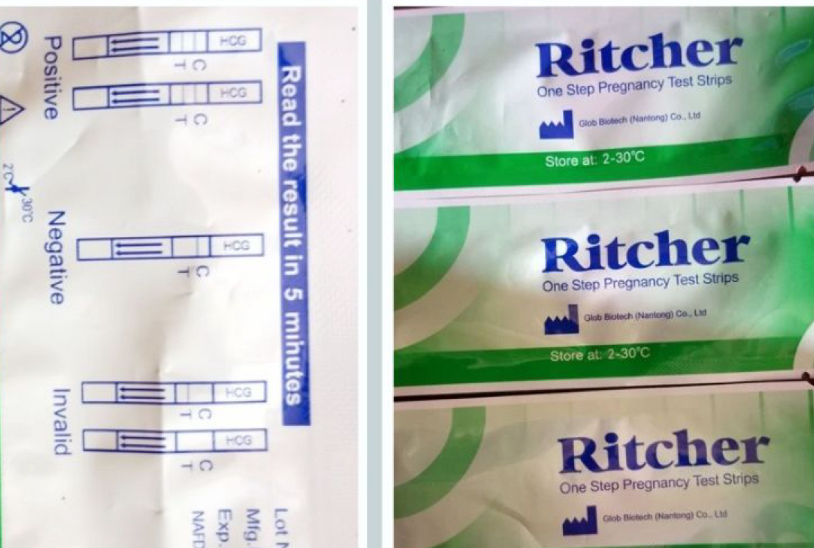 Read the result in 5 minutes
HCG
C
T
HCG
C
T
Positive
HCG
C
T
Negative
HCG
C
T
HCG
C
T
Invalid
2°C
30°C
Lot
Mfg.
Exp.
Ritcher
One Step Pregnancy Test Strips
Glob Biotech (Nantong) Co., Ltd
Store at: 2-30°C
Ritcher
One Step Pregnancy Test Strips
Glob Biotech (Nantong) Co., Ltd
Store at: 2-30°C
Ritcher
One Step Pregnancy Test Strips
Glob Biotech (Nantong) Co., Ltd